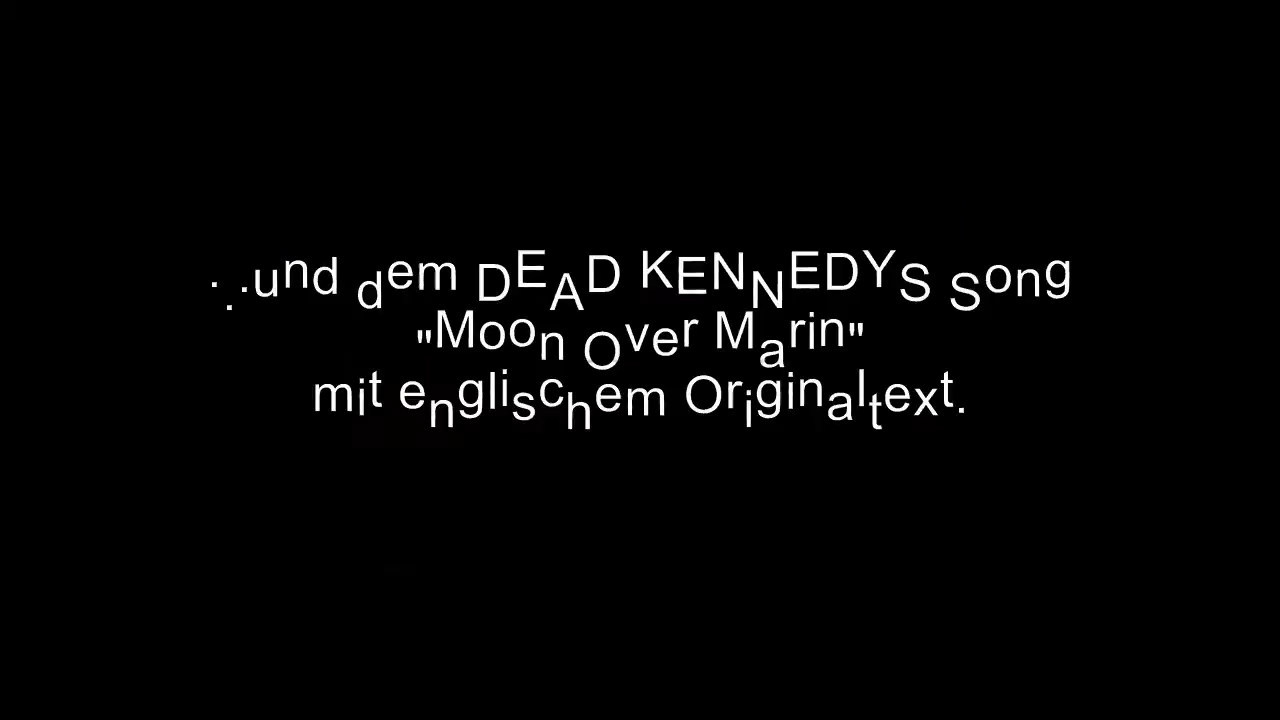 ...und dem DEAD KENNEDYS Song
"Moon Over Marin"
mit englischem Originaltext.